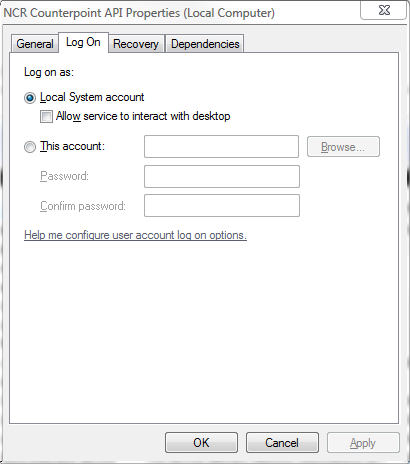 NCR Counterpoint API Properties (Local Computer)
General Log On Recovery Dependencies
Log on as:
Local System account
Allow service to interact with desktop
This account:
Browse...
Password:
Confirm password:
Help me configure user account log on options.
OK Cancel Apply